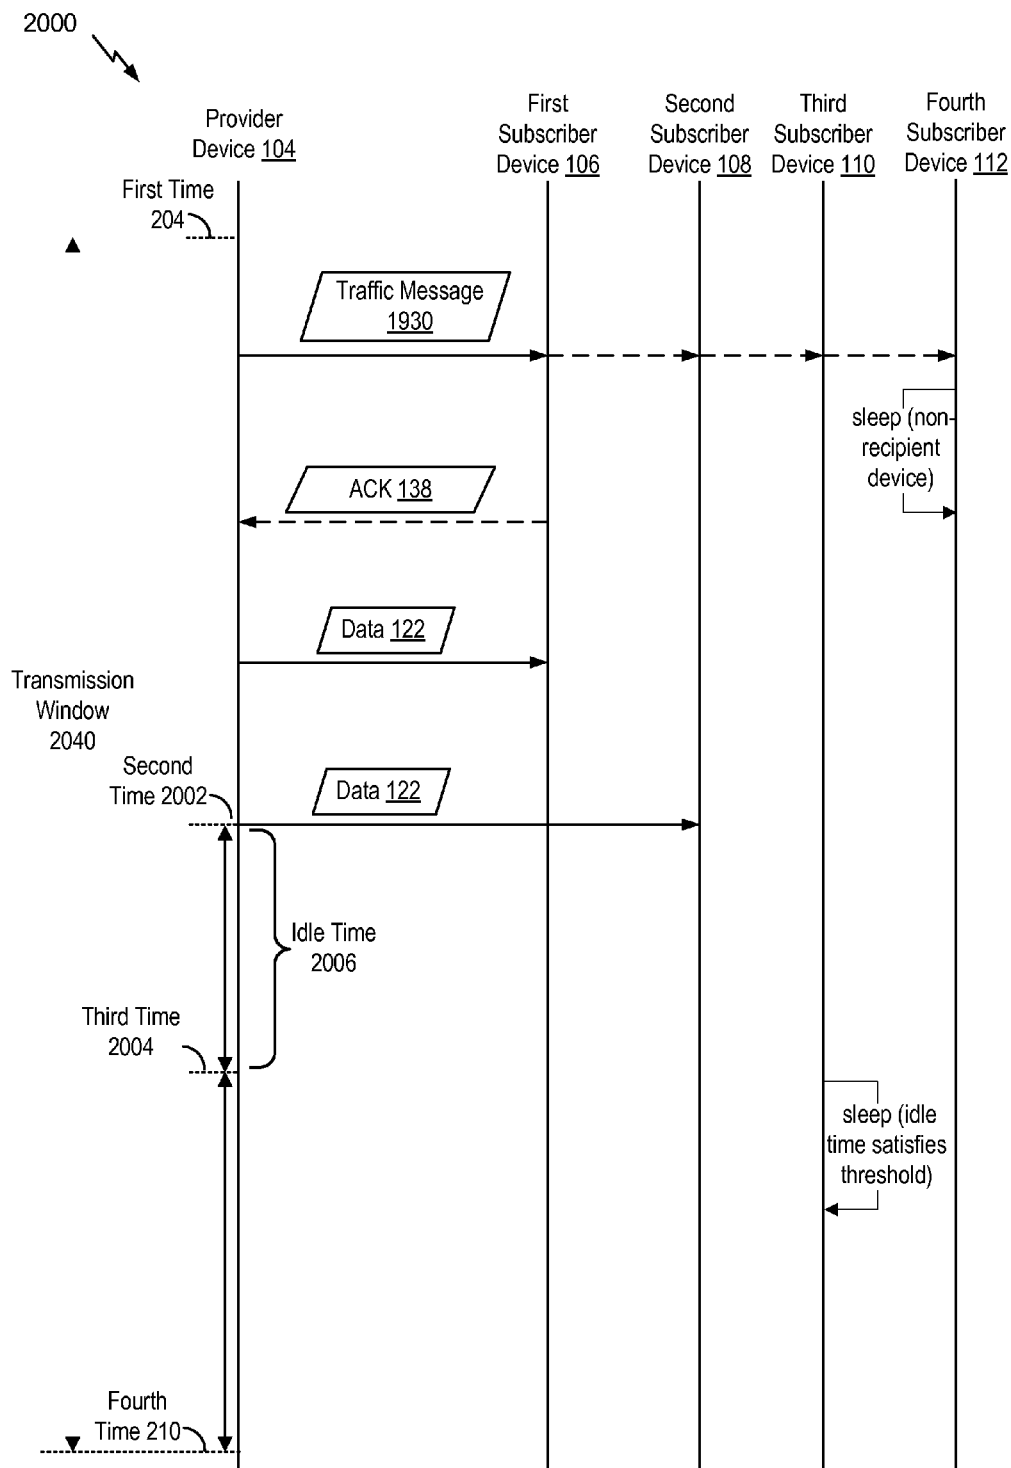 2000
Provider
Device 104
First
Subscriber
Device 106
Second
Subscriber
Device 108
Third
Subscriber
Device 110
Fourth
Subscriber
Device 112
First Time
204
Traffic Message
1930
sleep (non-
recipient
device)
ACK 138
Data 122
Transmission
Window
2040
Second
Time 2002
Data 122
Idle Time
2006
Third Time
2004
sleep (idle
time satisfies
threshold)
Fourth
Time 210